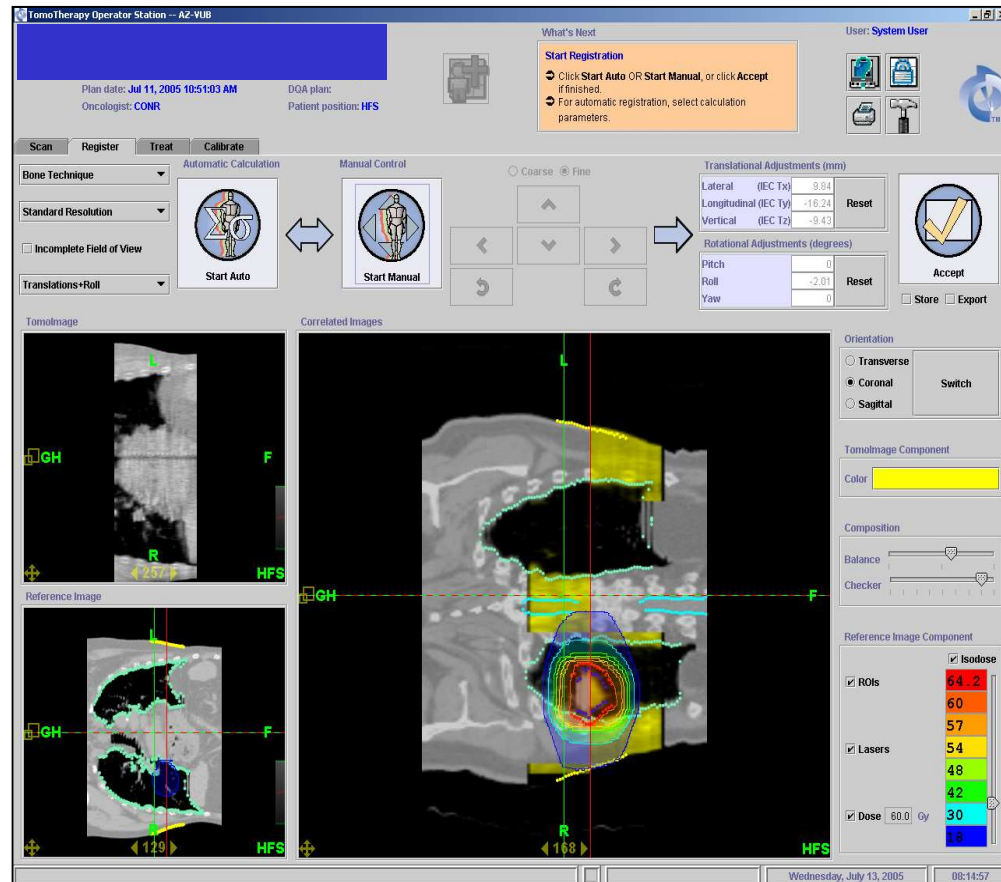 TomoTherapy Operator Station -- AZ-VUB
Plan date: Jul 11, 2005 10:51:03 AM
DQA plan:
Oncologist: CONR
Patient position: HFS
What's Next
Start Registration
Click Start Auto OR Start Manual, or click Accept
if finished.
For automatic registration, select calculation
parameters.
User: System User
Scan
Register
Treat
Calibrate
Bone Technique
Standard Resolution
Incomplete Field of View
Translations+Roll
Automatic Calculation
Σσ
Start Auto
Manual Control
Start Manual
Coarse
Fine
Translational Adjustments (mm)
Lateral (IEC Tx) 9.84
Longitudinal (IEC Ty) -16.24
Vertical (IEC Tz) -9.43
Reset
Rotational Adjustments (degrees)
Pitch 0
Roll -2.01
Yaw 0
Reset
Accept
Store
Export
TomoImage
L
GH
F
R
257
HFS
Reference Image
L
GH
F
R
129
HFS
Correlated Images
L
GH
F
R
168
HFS
Orientation
Transverse
Coronal
Sagittal
Switch
TomoImage Component
Color
Composition
Balance
Checker
Reference Image Component
Isodose
ROIs
Lasers
Dose 60.0 Gy
64.2
60
57
54
48
42
30
18
Wednesday, July 13, 2005
08:14:57